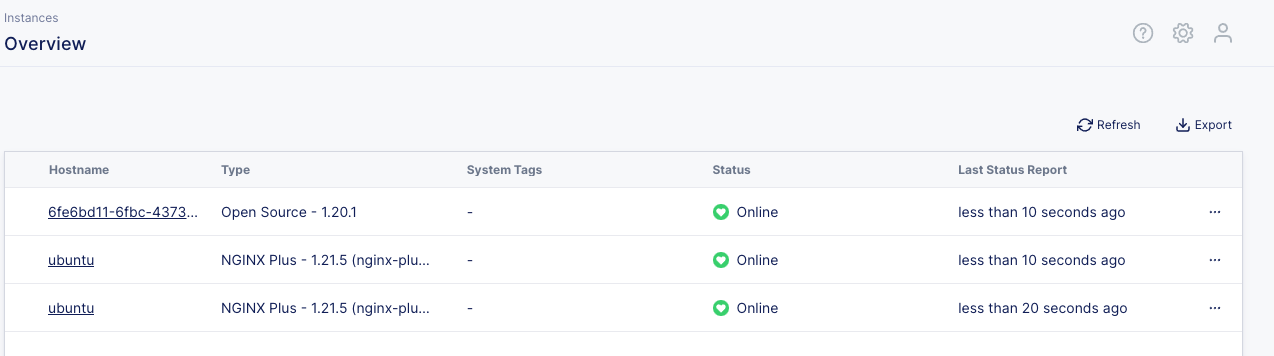 Instances
Overview
Refresh Export
Hostname Type System Tags Status Last Status Report
6fe6bd11-6fbc-4373... Open Source - 1.20.1 - Online less than 10 seconds ago ...
ubuntu NGINX Plus - 1.21.5 (nginx-plu... - Online less than 10 seconds ago ...
ubuntu NGINX Plus - 1.21.5 (nginx-plu... - Online less than 20 seconds ago ...